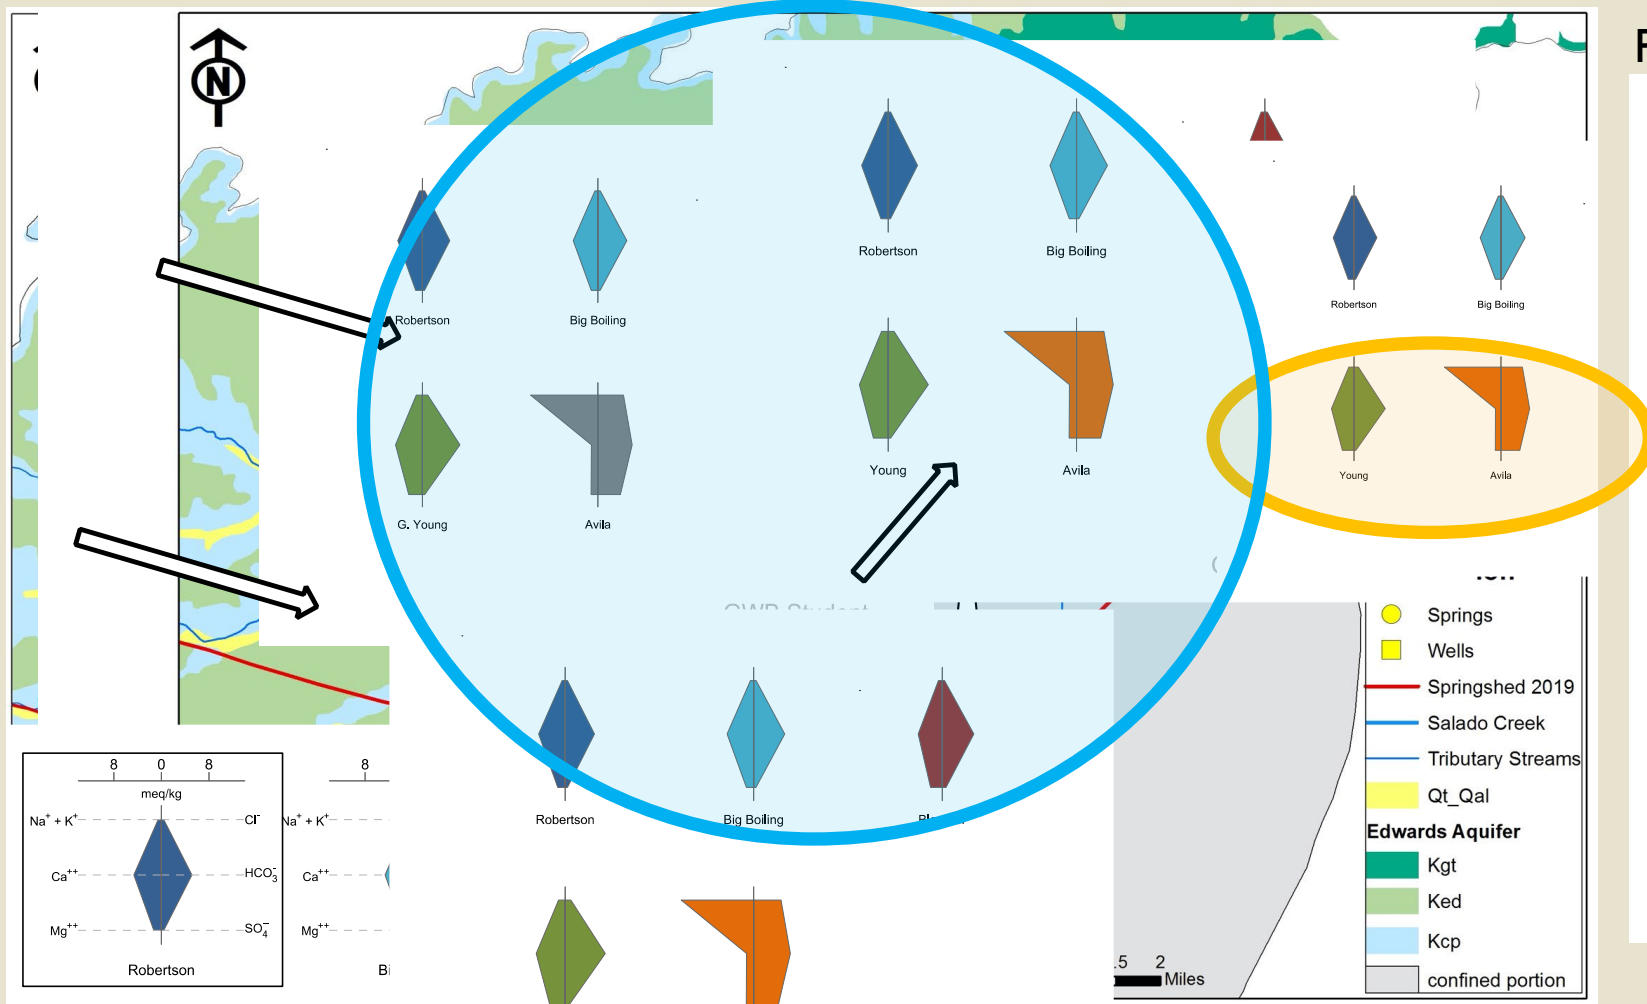 N
Robertson
Big Boiling
Robertson
Big Boiling
Robertson
Big Boiling
G. Young
Avila
Young
Avila
Young
Avila
Springs
Wells
Springshed 2019
Salado Creek
Tributary Streams
Qt_Qal
Edwards Aquifer
Kgt
Ked
Kcp
confined portion
Robertson
Big Boiling
.5 2
Miles
8 0 8
meq/kg
Na⁺ + K⁺ Cl⁻
Ca⁺⁺ HCO₃⁻
Mg⁺⁺ SO₄⁻
Robertson
8
Na⁺ + K⁺
Ca⁺⁺
Mg⁺⁺
Bi